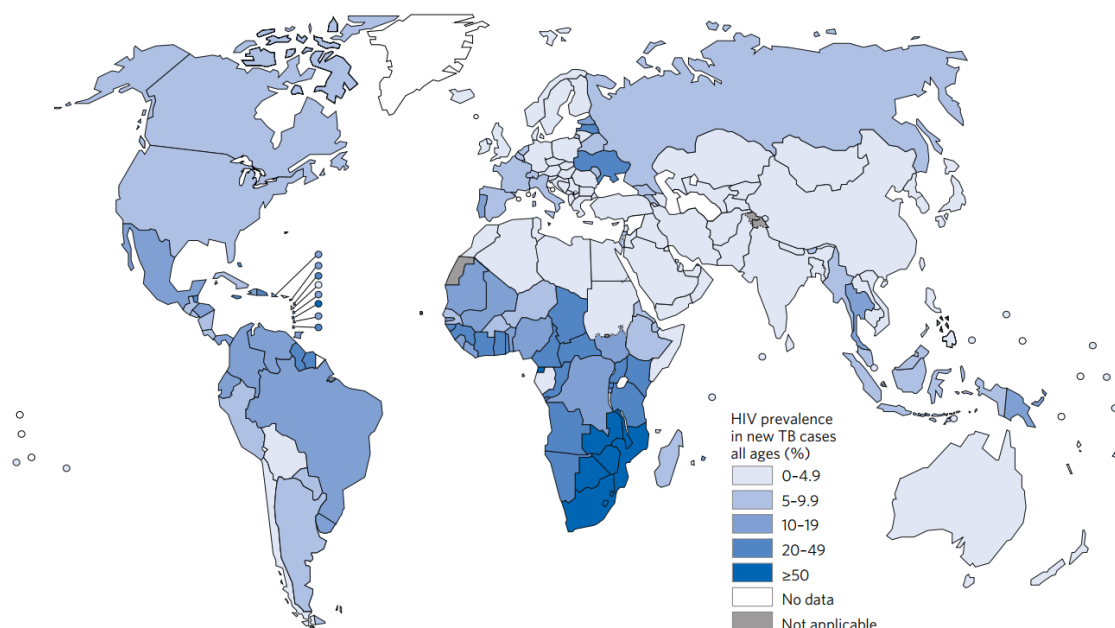 HIV prevalence
in new TB cases
all ages (%)
0–4.9
5–9.9
10–19
20–49
≥50
No data
Not applicable